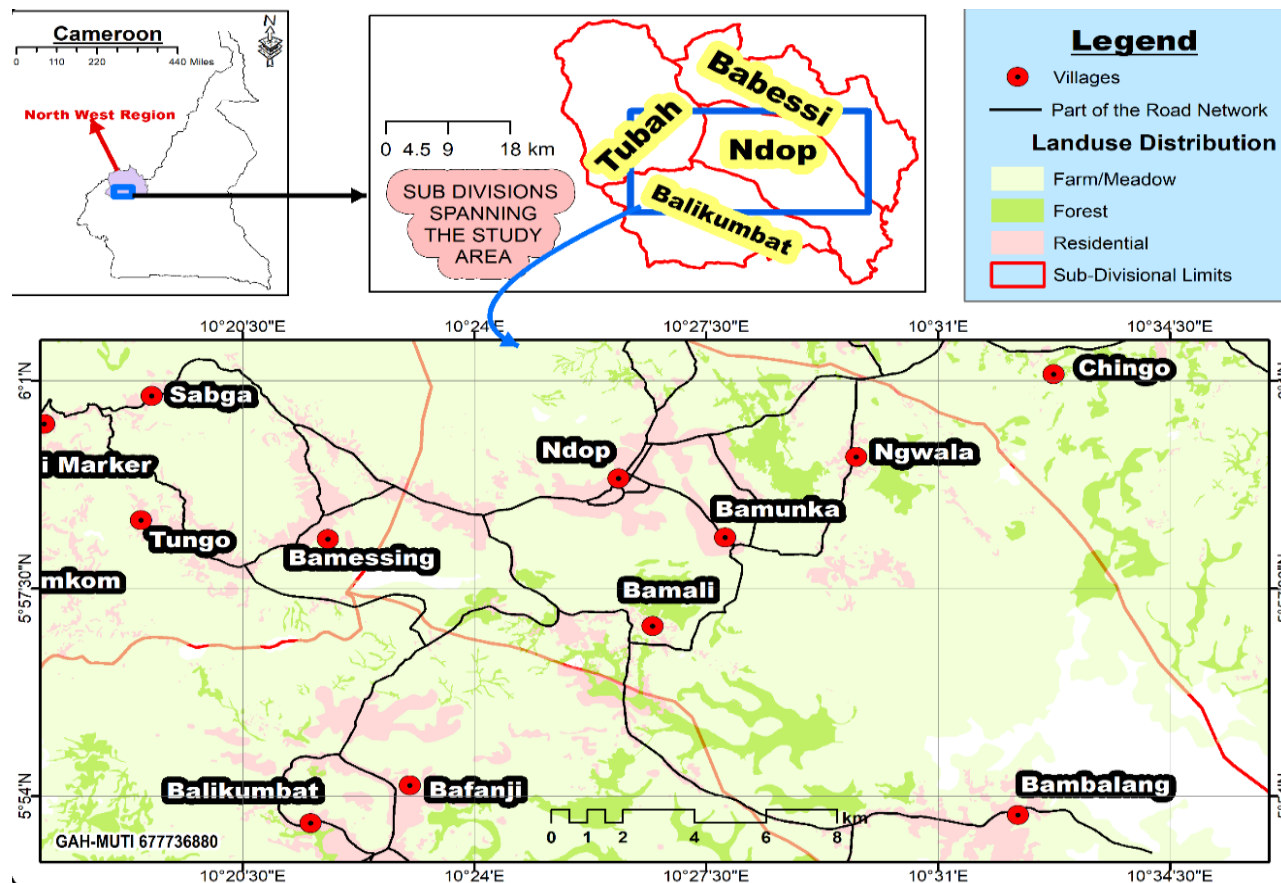 Cameroon
0 110 220 440 Miles
N
North West Region
0 4.5 9 18 km
SUB DIVISIONS
SPANNING
THE STUDY
AREA
Babessi
Tubah
Ndop
Balikumbat
Legend
Villages
Part of the Road Network
Landuse Distribution
Farm/Meadow
Forest
Residential
Sub-Divisional Limits
10°20'30"E 10°24'E 10°27'30"E 10°31'E 10°34'30"E
6°1'
Sabga
Chingo
Ndop
Ngwala
i Marker
Bamunka
Tungo
Bamessing
mkom
Bamali
5°57'30"N
Balikumbat
Bafanji
Bambalang
5°54'N
0 1 2 4 6 8 km
GAH-MUTI 677736880
10°20'30"E 10°24'E 10°27'30"E 10°31'E 10°34'30"E